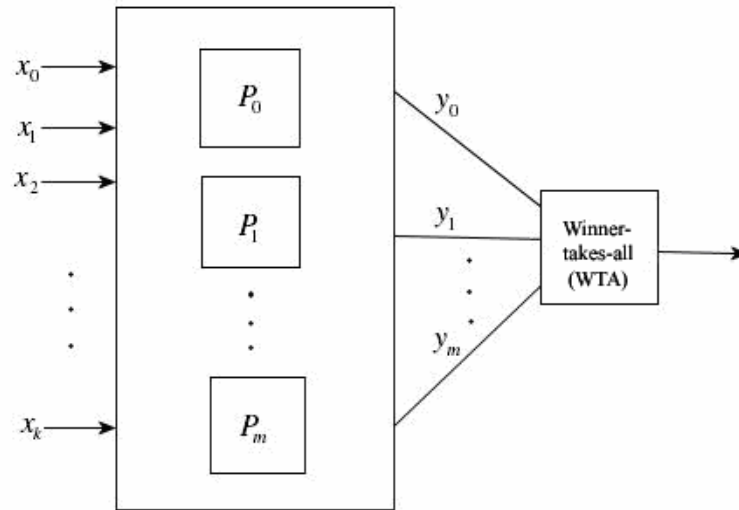 x₀
x₁
x₂
xₖ
P₀
P₁
Pₘ
y₀
y₁
yₘ
Winner-
takes-all
(WTA)